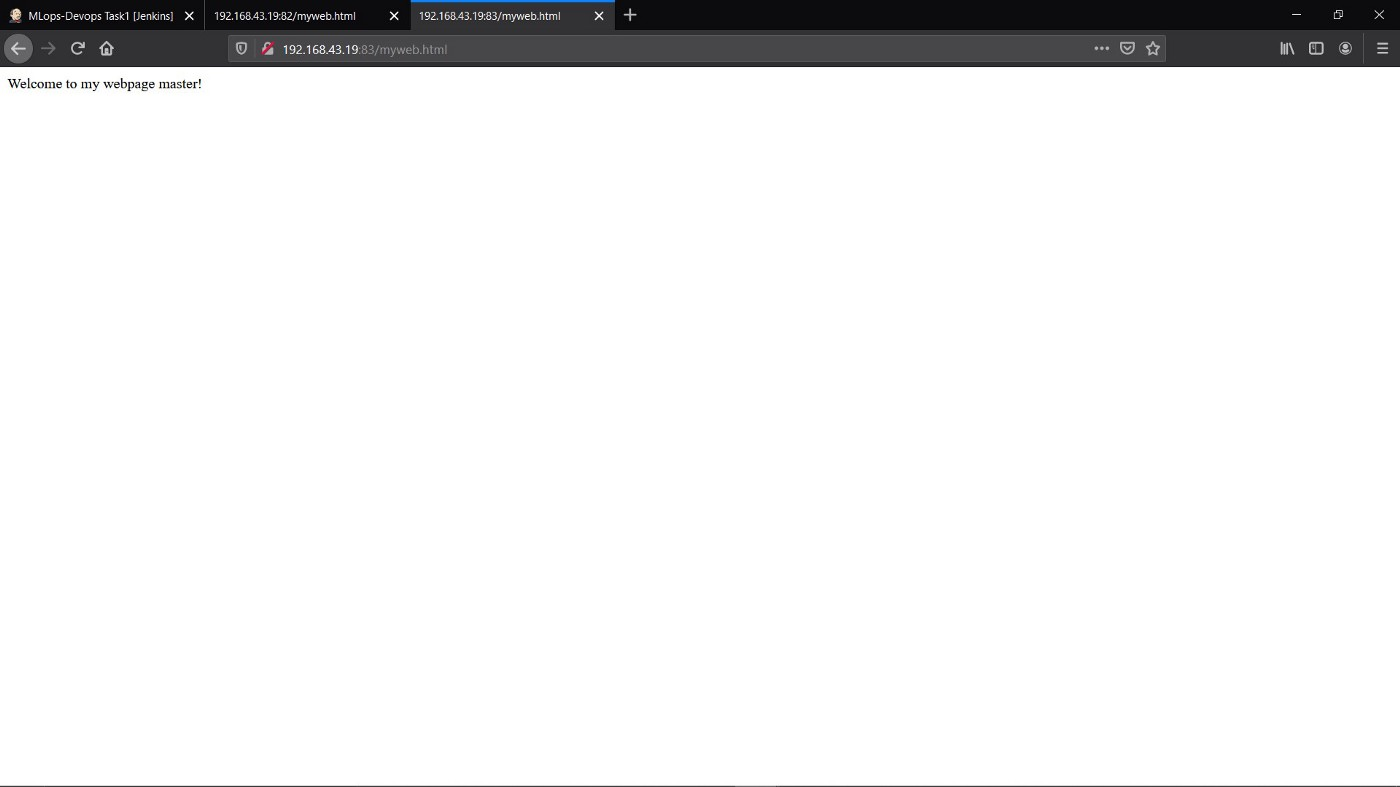 MLops-Devops Task1 [Jenkins]
192.168.43.19:82/myweb.html
192.168.43.19:83/myweb.html
192.168.43.19:83/myweb.html
Welcome to my webpage master!